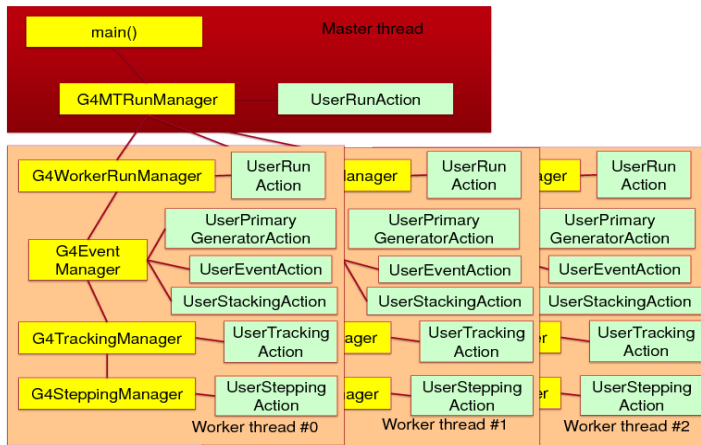 main()
Master thread
G4MTRunManager
UserRunAction
G4WorkerRunManager
UserRun
Action
anager
UserRun
Action
ager
UserRun
Action
UserPrimary
GeneratorAction
UserPrimary
GeneratorAction
UserPrimary
GeneratorAction
G4Event
Manager
UserEventAction
UserEventAction
UserEventAction
UserStackingAction
UserStackingAction
UserStackingAction
G4TrackingManager
UserTracking
Action
nager
UserTracking
Action
er
UserTracking
Action
G4SteppingManager
UserStepping
Action
nager
UserStepping
Action
er
UserStepping
Action
Worker thread #0
Worker thread #1
Worker thread #2